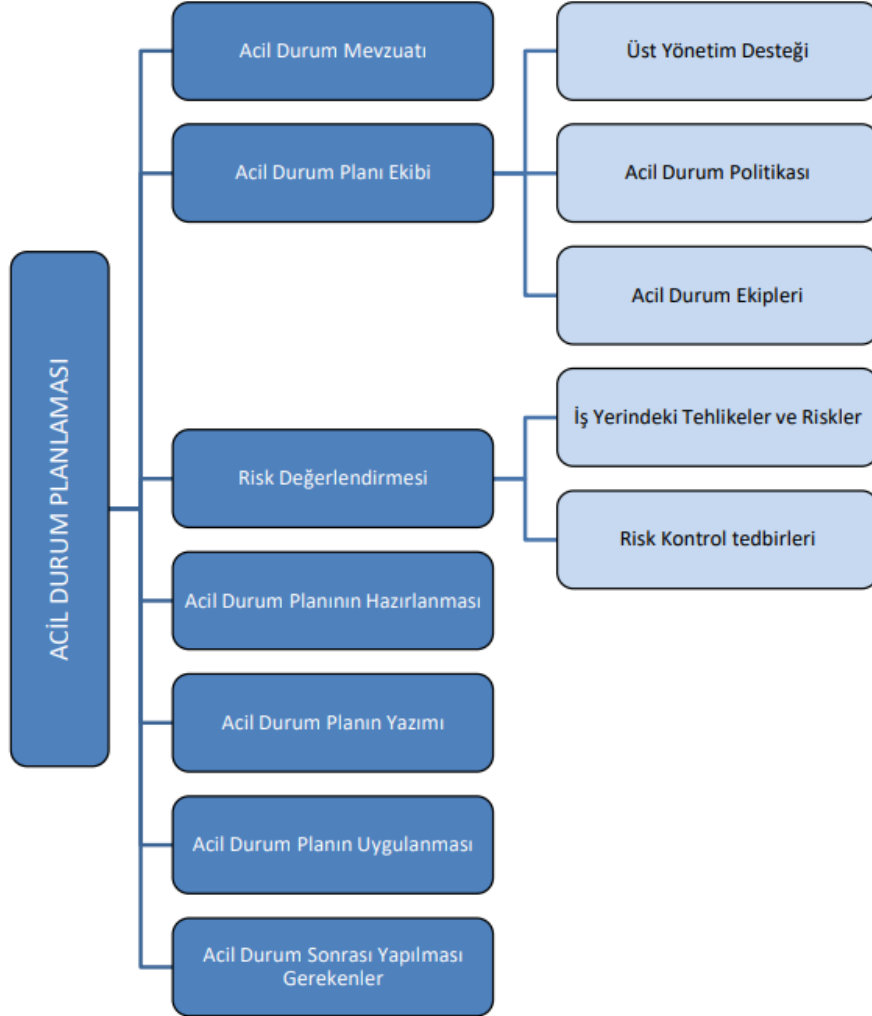 ACİL DURUM PLANLAMASI
Acil Durum Mevzuatı
Acil Durum Planı Ekibi
Üst Yönetim Desteği
Acil Durum Politikası
Acil Durum Ekipleri
Risk Değerlendirmesi
İş Yerindeki Tehlikeler ve Riskler
Risk Kontrol tedbirleri
Acil Durum Planının Hazırlanması
Acil Durum Planın Yazımı
Acil Durum Planın Uygulanması
Acil Durum Sonrası Yapılması
Gerekenler